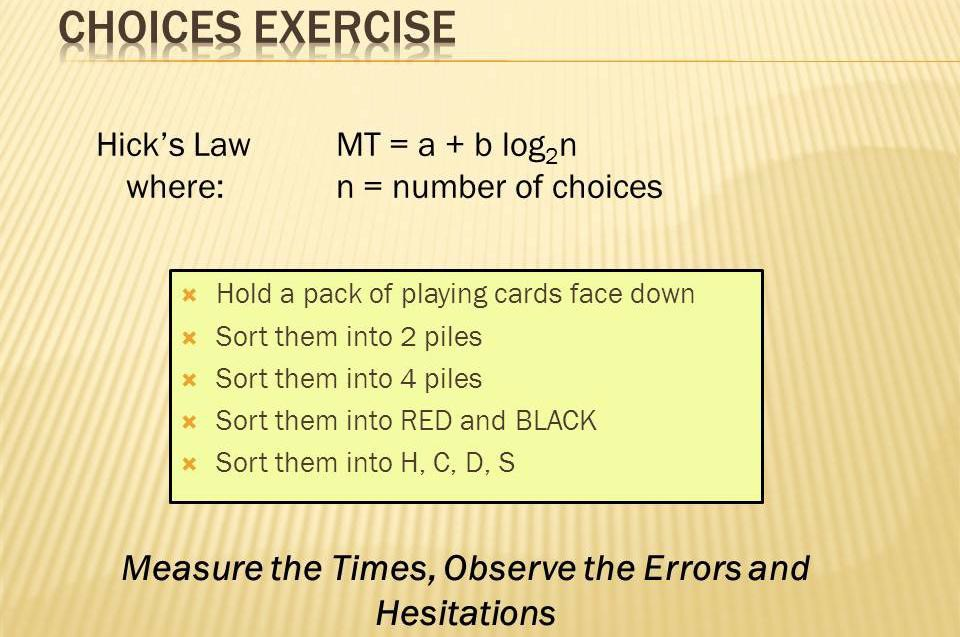 CHOICES EXERCISE
Hick's Law MT = a + b log₂n
where: n = number of choices
× Hold a pack of playing cards face down
× Sort them into 2 piles
× Sort them into 4 piles
× Sort them into RED and BLACK
× Sort them into H, C, D, S
Measure the Times, Observe the Errors and
Hesitations